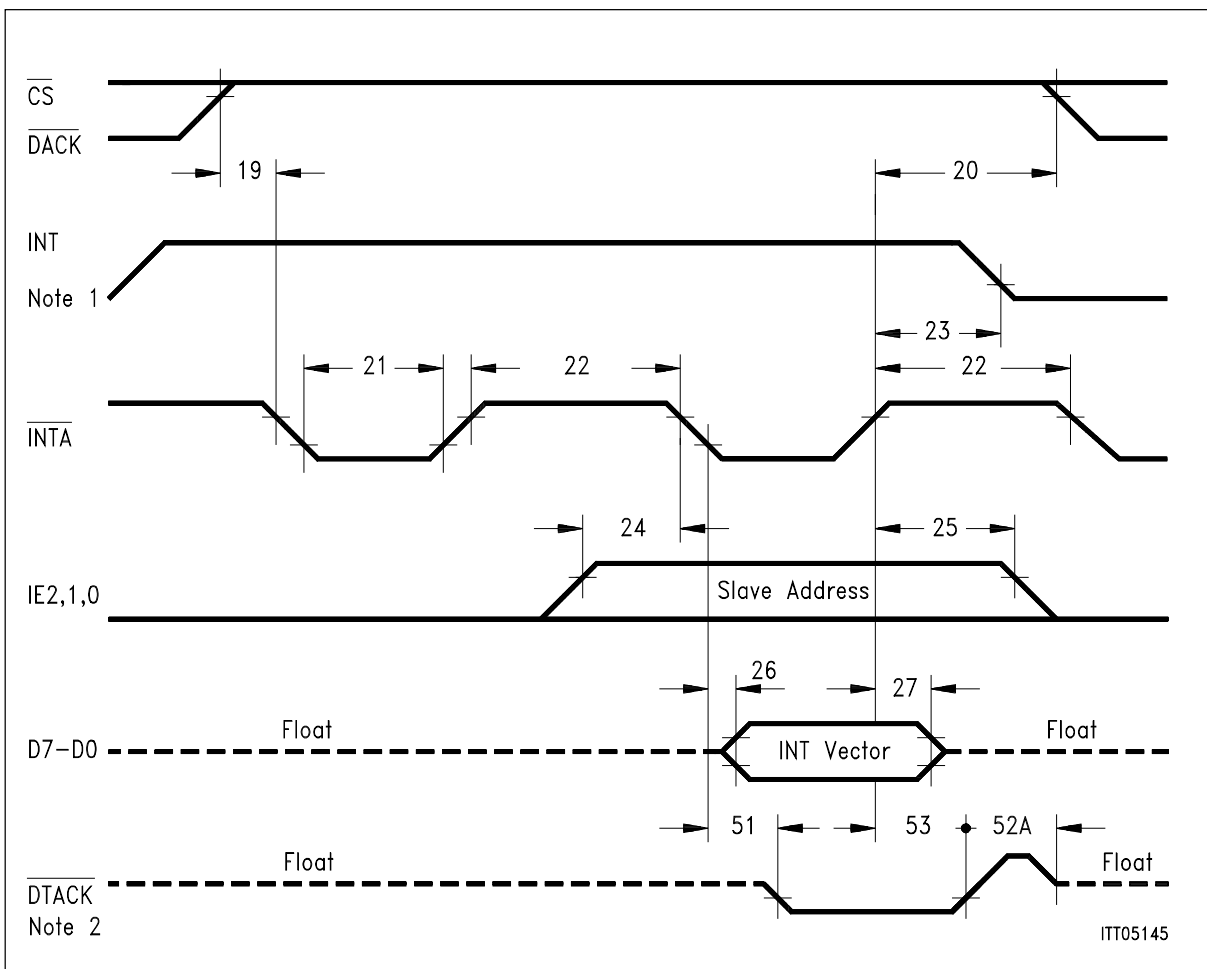 CS
DACK
19
20
INT
Note 1
23
21
22
22
INTA
24
25
IE2,1,0
Slave Address
26
27
Float
Float
D7-D0
INT Vector
51
53
52A
Float
Float
DTACK
Note 2
ITT05145